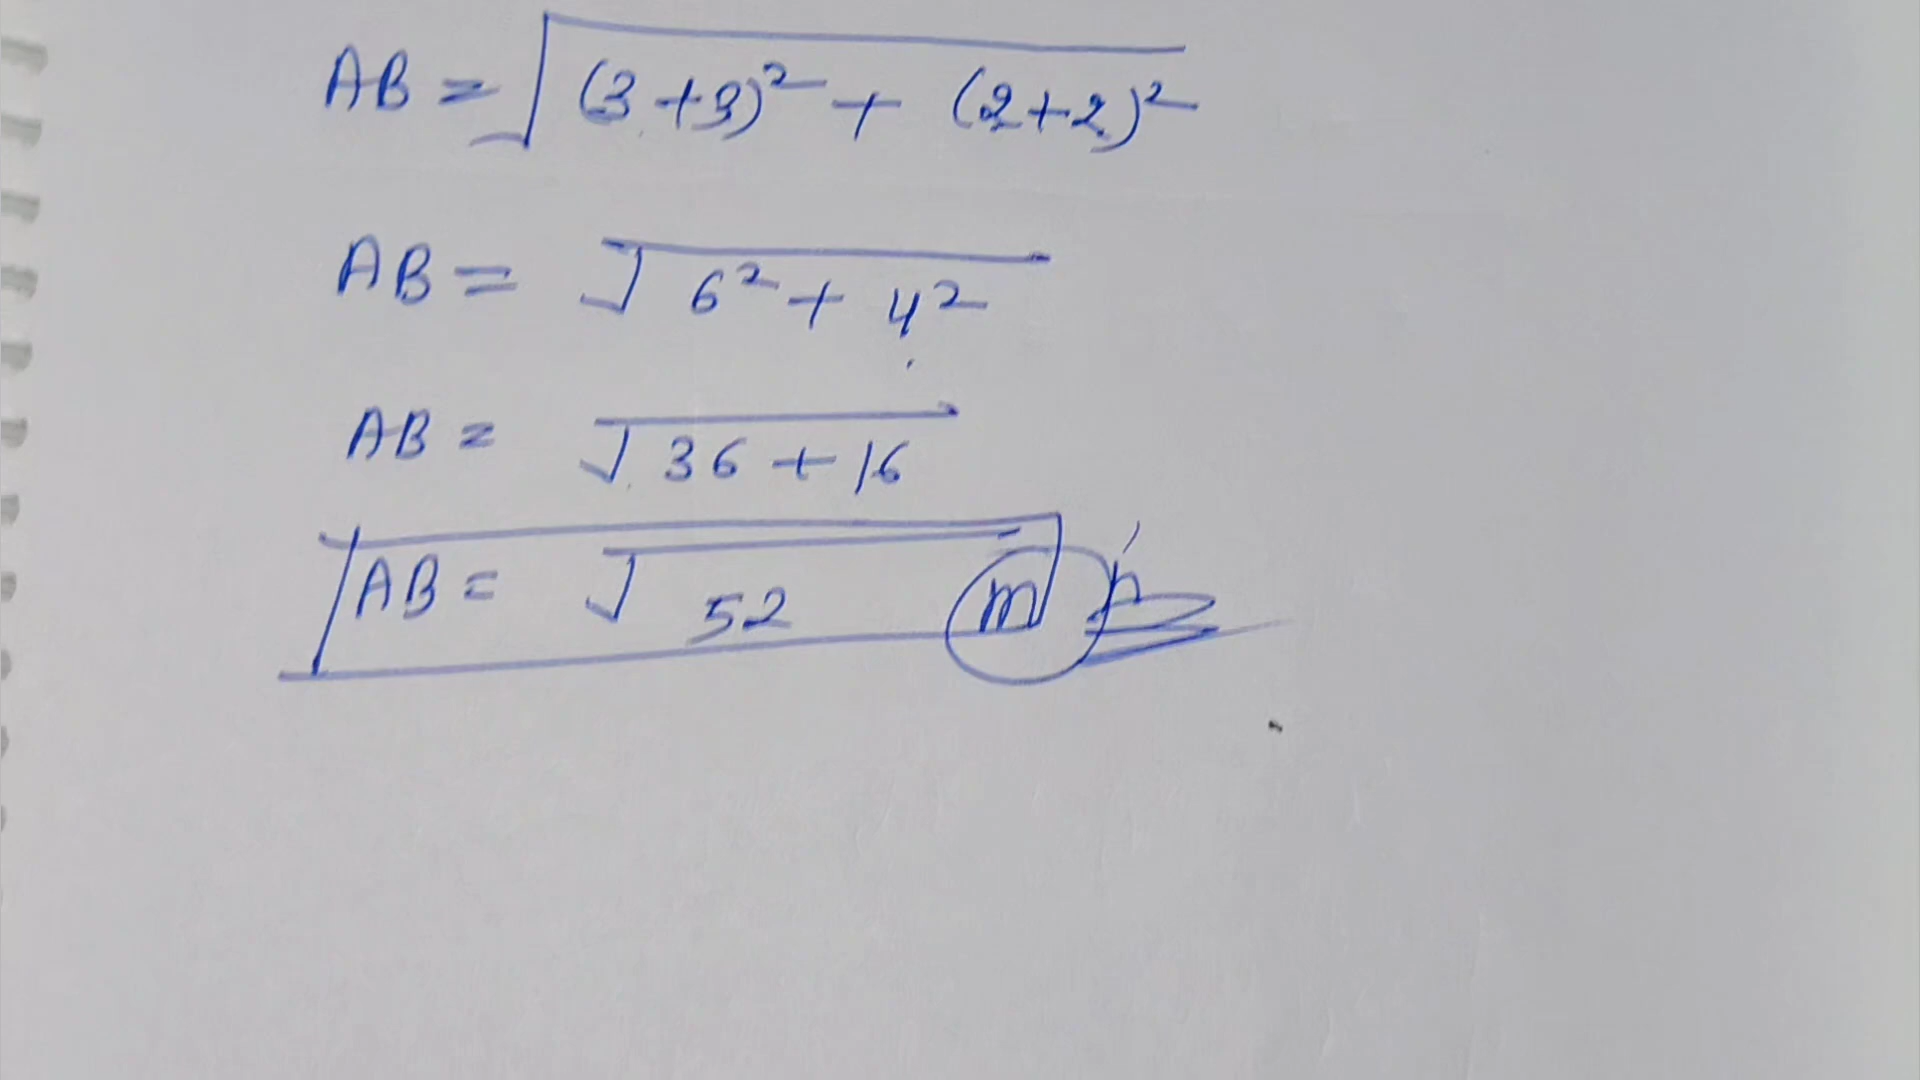 AB = √(3+3)² + (2+2)²
AB = √6² + 4²
AB = √36 + 16
AB = √52 m